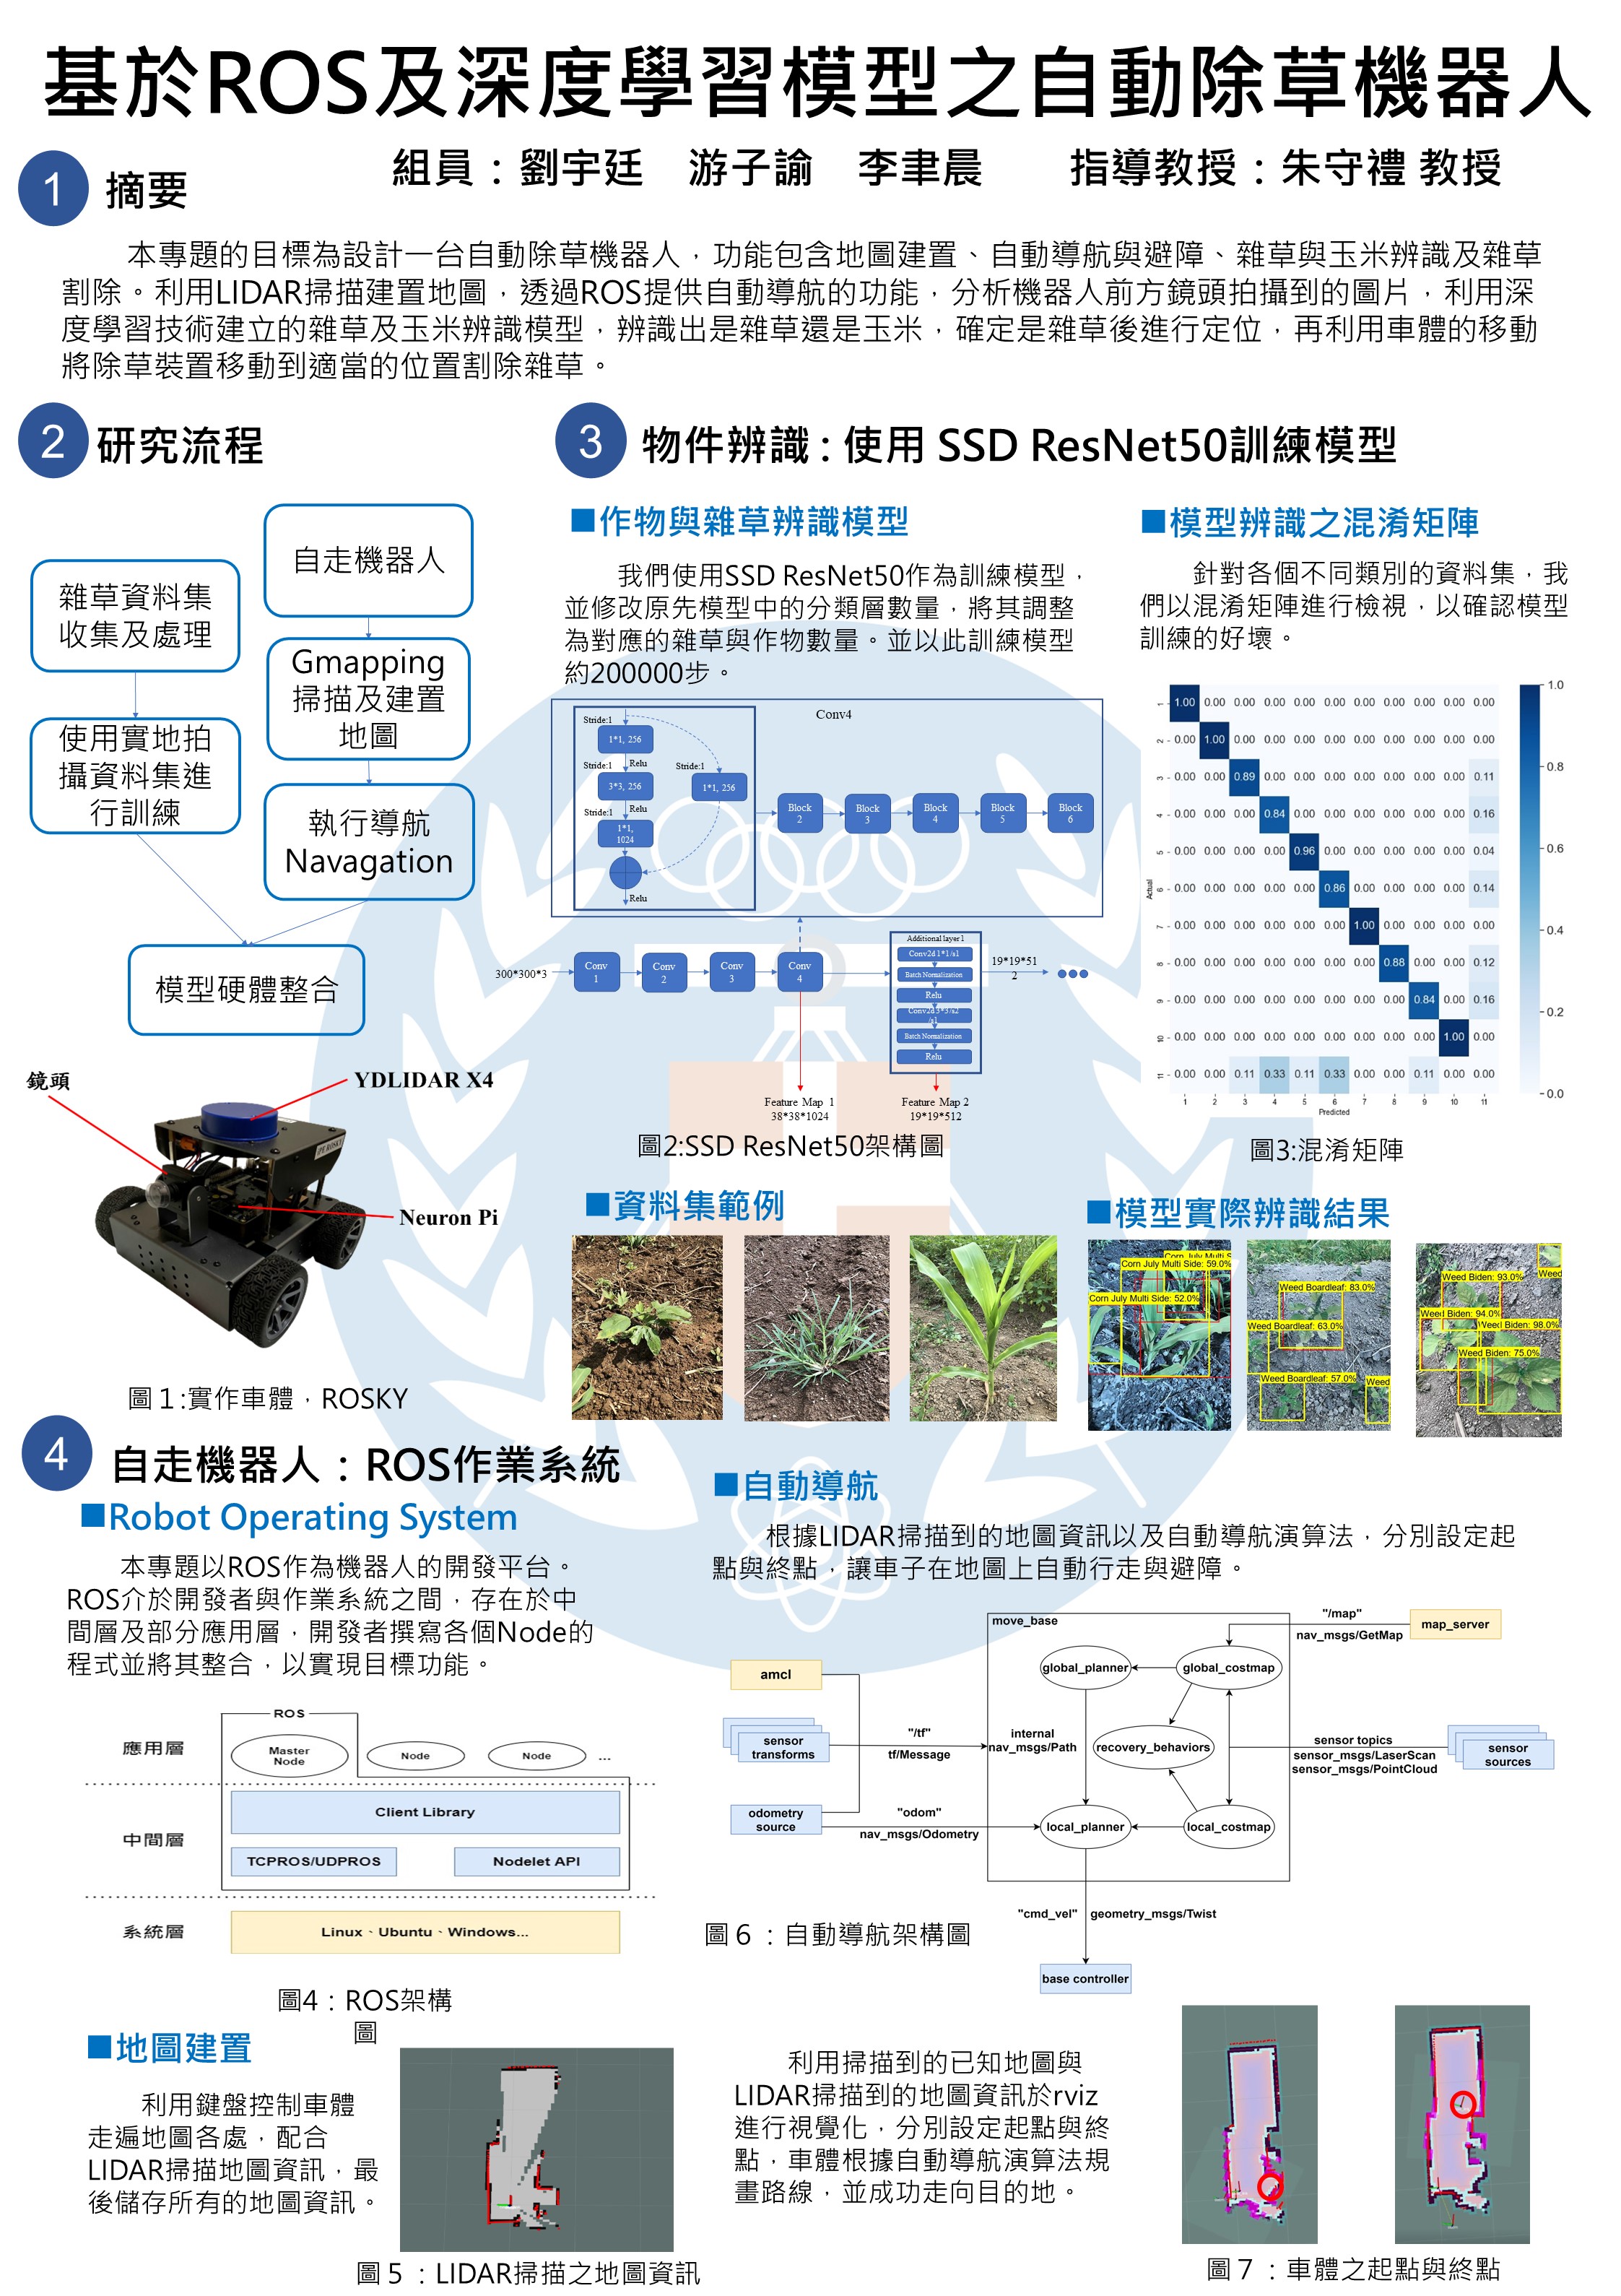 基於ROS及深度學習模型之自動除草機器人
組員：劉宇廷　游子諭　李聿晨　　指導教授：朱守禮 教授
1 摘要
本專題的目標為設計一台自動除草機器人，功能包含地圖建置、自動導航與避障、雜草與玉米辨識及雜草
割除。利用LIDAR掃描建置地圖，透過ROS提供自動導航的功能，分析機器人前方鏡頭拍攝到的圖片，利用深
度學習技術建立的雜草及玉米辨識模型，辨識出是雜草還是玉米，確定是雜草後進行定位，再利用車體的移動
將除草裝置移動到適當的位置割除雜草。
2 研究流程
自走機器人
雜草資料集
收集及處理
Gmapping
掃描及建置
地圖
使用實地拍
攝資料集進
行訓練
執行導航
Navagation
模型硬體整合
鏡頭
YDLIDAR X4
Neuron Pi
圖１:實作車體，ROSKY
3 物件辨識 : 使用 SSD ResNet50訓練模型
■作物與雜草辨識模型
我們使用SSD ResNet50作為訓練模型，
並修改原先模型中的分類層數量，將其調整
為對應的雜草與作物數量。並以此訓練模型
約200000步。
Conv4
Stride:1
1*1, 256
Relu
Stride:1
3*3, 256
Stride:1
1*1, 256
Relu
Stride:1
1*1,
1024
Relu
Block
2
Block
3
Block
4
Block
5
Block
6
300*300*3
Conv
1
Conv
2
Conv
3
Conv
4
Additional layer1
Conv2d 1*1/s1
Batch Normalization
Relu
Conv2d 3*3/s2
/s1
Batch Normalization
Relu
19*19*51
2
Feature Map 1
38*38*1024
Feature Map 2
19*19*512
圖2:SSD ResNet50架構圖
■模型辨識之混淆矩陣
針對各個不同類別的資料集，我
們以混淆矩陣進行檢視，以確認模型
訓練的好壞。
Actual
1 1.00 0.00 0.00 0.00 0.00 0.00 0.00 0.00 0.00 0.00 0.00
2 0.00 1.00 0.00 0.00 0.00 0.00 0.00 0.00 0.00 0.00 0.00
3 0.00 0.00 0.89 0.00 0.00 0.00 0.00 0.00 0.00 0.00 0.11
4 0.00 0.00 0.00 0.84 0.00 0.00 0.00 0.00 0.00 0.00 0.16
5 0.00 0.00 0.00 0.00 0.96 0.00 0.00 0.00 0.00 0.00 0.04
6 0.00 0.00 0.00 0.00 0.00 0.86 0.00 0.00 0.00 0.00 0.14
7 0.00 0.00 0.00 0.00 0.00 0.00 1.00 0.00 0.00 0.00 0.00
8 0.00 0.00 0.00 0.00 0.00 0.00 0.00 0.88 0.00 0.00 0.12
9 0.00 0.00 0.00 0.00 0.00 0.00 0.00 0.00 0.84 0.00 0.16
10 0.00 0.00 0.00 0.00 0.00 0.00 0.00 0.00 0.00 1.00 0.00
11 0.00 0.00 0.11 0.33 0.11 0.33 0.00 0.00 0.11 0.00 0.00
1 2 3 4 5 6 7 8 9 10 11
Predicted
1.0
0.8
0.6
0.4
0.2
0.0
圖3:混淆矩陣
■資料集範例
■模型實際辨識結果
Corn July Multi S
Corn July Multi Side: 59.0%
Corn July Multi Side: 52.0%
Weed Boardleaf: 83.0%
Weed Boardleaf: 63.0%
Weed Boardleaf: 57.0%
Weed
Weed
Weed Biden: 93.0%
Weed Biden: 94.0%
Weed Biden: 98.0%
Weed Biden: 75.0%
4 自走機器人：ROS作業系統
■Robot Operating System
本專題以ROS作為機器人的開發平台。
ROS介於開發者與作業系統之間，存在於中
間層及部分應用層，開發者撰寫各個Node的
程式並將其整合，以實現目標功能。
ROS
應用層
Master
Node
Node
Node
...
中間層
Client Library
TCPROS/UDPROS
Nodelet API
系統層
Linux、Ubuntu、Windows...
圖4：ROS架構
圖
■地圖建置
利用鍵盤控制車體
走遍地圖各處，配合
LIDAR掃描地圖資訊，最
後儲存所有的地圖資訊。
圖５：LIDAR掃描之地圖資訊
■自動導航
根據LIDAR掃描到的地圖資訊以及自動導航演算法，分別設定起
點與終點，讓車子在地圖上自動行走與避障。
move_base
"/map"
nav_msgs/GetMap
map_server
amcl
global_planner
global_costmap
sensor
transforms
"/tf"
tf/Message
internal
nav_msgs/Path
recovery_behaviors
sensor topics
sensor_msgs/LaserScan
sensor_msgs/PointCloud
sensor
sources
odometry
source
"odom"
nav_msgs/Odometry
local_planner
local_costmap
"cmd_vel"
geometry_msgs/Twist
base controller
圖６：自動導航架構圖
利用掃描到的已知地圖與
LIDAR掃描到的地圖資訊於rviz
進行視覺化，分別設定起點與終
點，車體根據自動導航演算法規
畫路線，並成功走向目的地。
圖７：車體之起點與終點